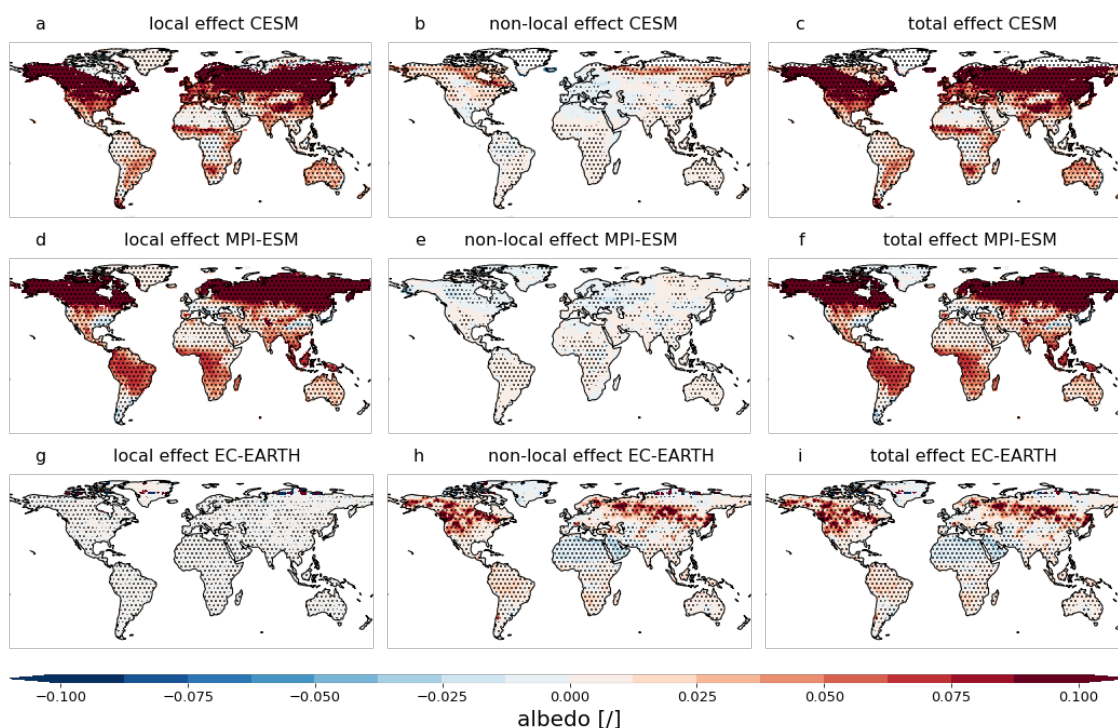 a local effect CESM b non-local effect CESM c total effect CESM
d local effect MPI-ESM e non-local effect MPI-ESM f total effect MPI-ESM
g local effect EC-EARTH h non-local effect EC-EARTH i total effect EC-EARTH
−0.100 −0.075 −0.050 −0.025 0.000 0.025 0.050 0.075 0.100
albedo [/]